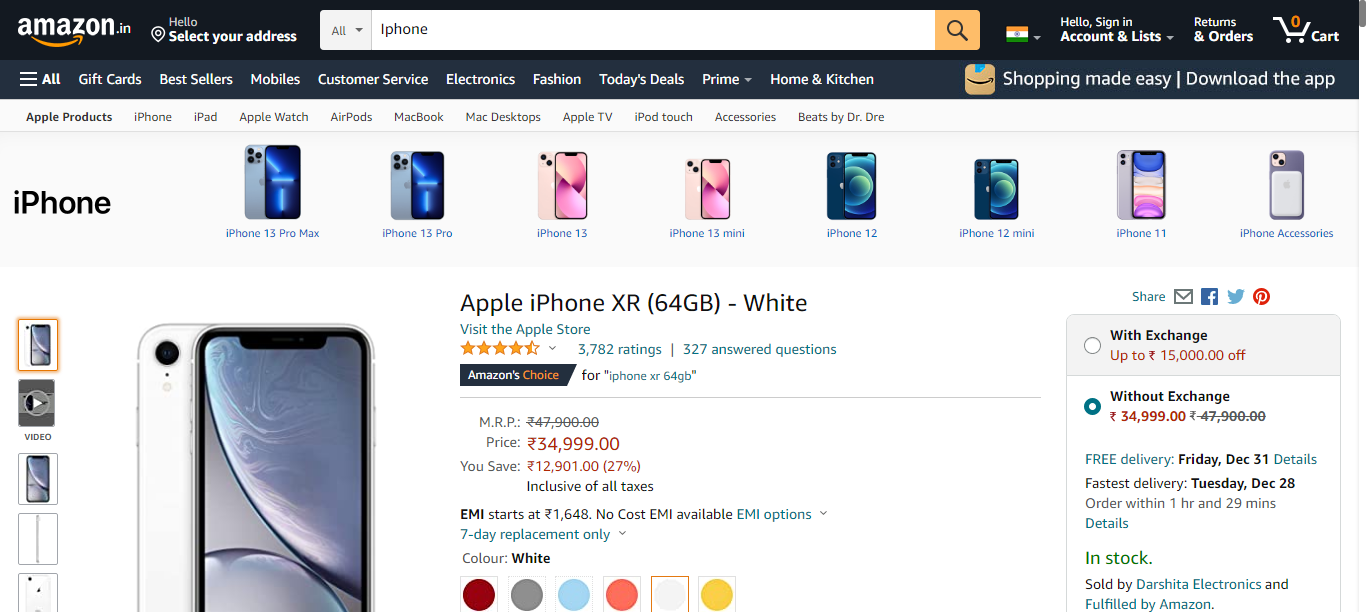 amazon.in
Hello
Select your address
All
Iphone
Hello, Sign in
Account & Lists
Returns
& Orders
0
Cart
All
Gift Cards
Best Sellers
Mobiles
Customer Service
Electronics
Fashion
Today's Deals
Prime
Home & Kitchen
Shopping made easy | Download the app
Apple Products
iPhone
iPad
Apple Watch
AirPods
MacBook
Mac Desktops
Apple TV
iPod touch
Accessories
Beats by Dr. Dre
iPhone
iPhone 13 Pro Max
iPhone 13 Pro
iPhone 13
iPhone 13 mini
iPhone 12
iPhone 12 mini
iPhone 11
iPhone Accessories
VIDEO
Apple iPhone XR (64GB) - White
Visit the Apple Store
3,782 ratings | 327 answered questions
Amazon's Choice for "iphone xr 64gb"
M.R.P.: ₹47,900.00
Price: ₹34,999.00
You Save: ₹12,901.00 (27%)
Inclusive of all taxes
EMI starts at ₹1,648. No Cost EMI available EMI options
7-day replacement only
Colour: White
Share
With Exchange
Up to ₹ 15,000.00 off
Without Exchange
₹ 34,999.00 ₹ 47,900.00
FREE delivery: Friday, Dec 31 Details
Fastest delivery: Tuesday, Dec 28
Order within 1 hr and 29 mins
Details
In stock.
Sold by Darshita Electronics and
Fulfilled by Amazon.